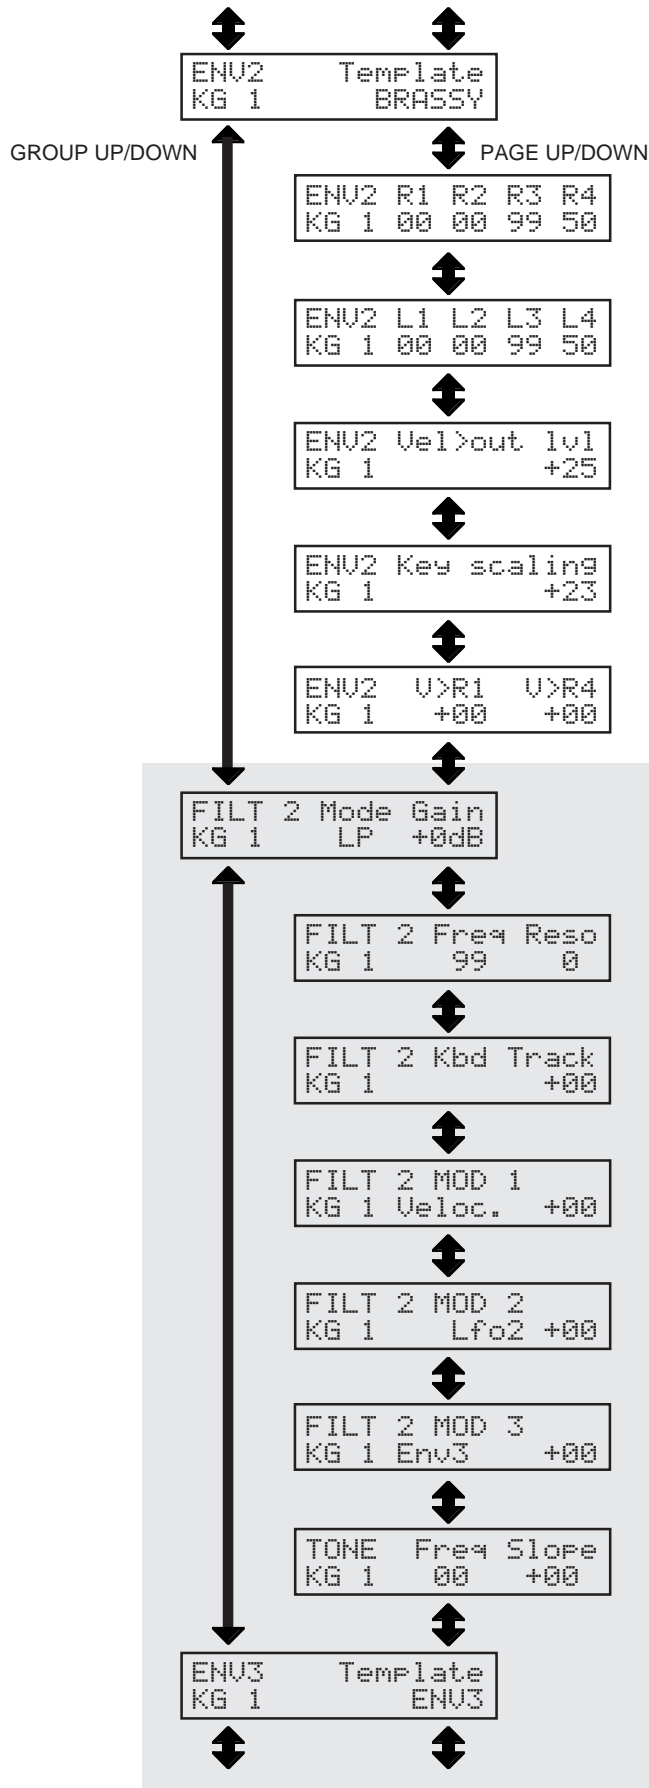 ENV2 Template
KG 1 BRASSY
GROUP UP/DOWN
PAGE UP/DOWN
ENV2 R1 R2 R3 R4
KG 1 00 00 99 50
ENV2 L1 L2 L3 L4
KG 1 00 00 99 50
ENV2 Vel>out lvl
KG 1 +25
ENV2 Key scaling
KG 1 +23
ENV2 V>R1 V>R4
KG 1 +00 +00
FILT 2 Mode Gain
KG 1 LP +0dB
FILT 2 Freq Reso
KG 1 99 0
FILT 2 Kbd Track
KG 1 +00
FILT 2 MOD 1
KG 1 Veloc. +00
FILT 2 MOD 2
KG 1 Lfo2 +00
FILT 2 MOD 3
KG 1 Env3 +00
TONE Freq Slope
KG 1 00 +00
ENV3 Template
KG 1 ENV3